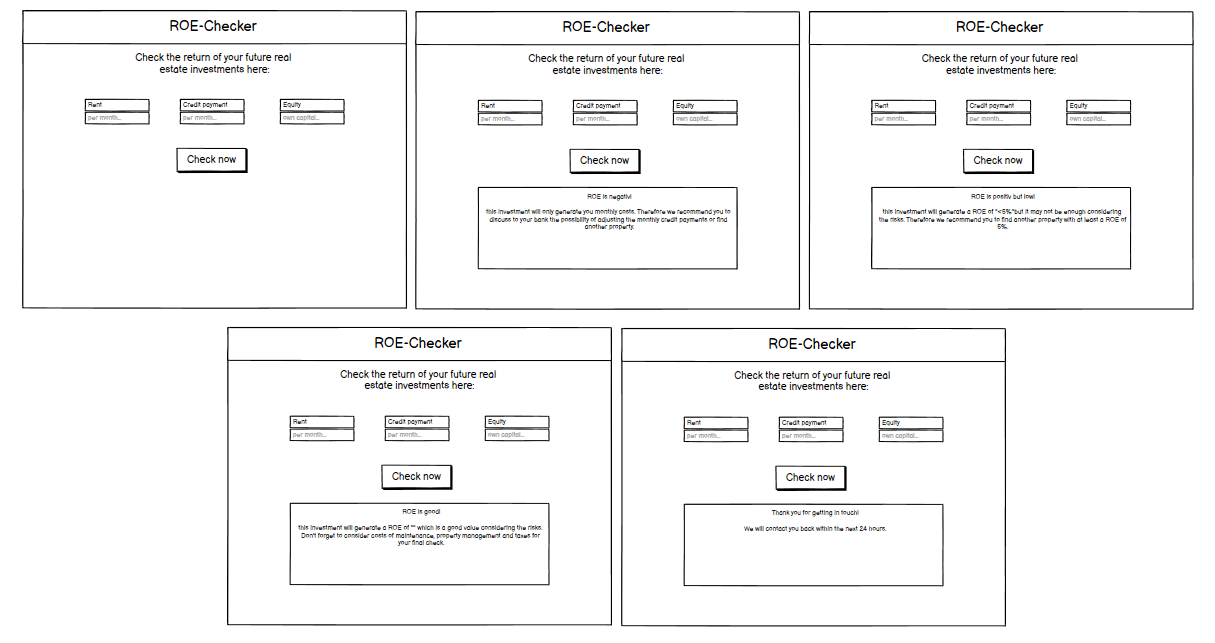 ROE-Checker
Check the return of your future real
estate investments here:
Rent
Credit payment
Equity
per month...
per month...
own capital...
Check now
ROE-Checker
Check the return of your future real
estate investments here:
Rent
Credit payment
Equity
per month...
per month...
own capital...
Check now
ROE is negativ!
this investment will only generate you monthly costs. Therefore we recommend you to
discuss to your bank the possibility of adjusting the monthly credit payments or find
another property.
ROE-Checker
Check the return of your future real
estate investments here:
Rent
Credit payment
Equity
per month...
per month...
own capital...
Check now
ROE is positiv but low!
this investment will generate a ROE of "<5%"but it may not be enough considering
the risks. Therefore we recommend you to find another property with at least a ROE of
5%.
ROE-Checker
Check the return of your future real
estate investments here:
Rent
Credit payment
Equity
per month...
per month...
own capital...
Check now
ROE is good!
this investment will generate a ROE of "" which is a good value considering the risks.
Don't forget to consider costs of maintenance, property management and taxes for
your final check.
ROE-Checker
Check the return of your future real
estate investments here:
Rent
Credit payment
Equity
per month...
per month...
own capital...
Check now
Thank you for getting in touch!
We will contact you back within the next 24 hours.